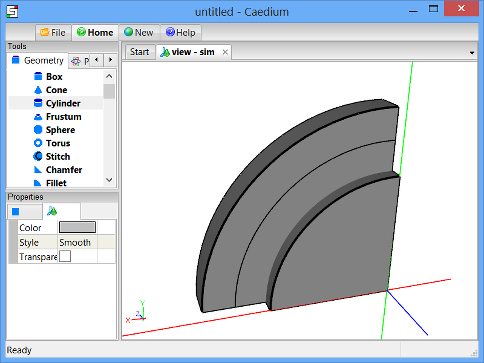 untitled - Caedium
File Home New Help
Tools
Geometry P
Start view - sim
Box
Cone
Cylinder
Frustum
Sphere
Torus
Stitch
Chamfer
Fillet
Properties
Color
Style Smooth
Transpare
Y
Z
X
Ready